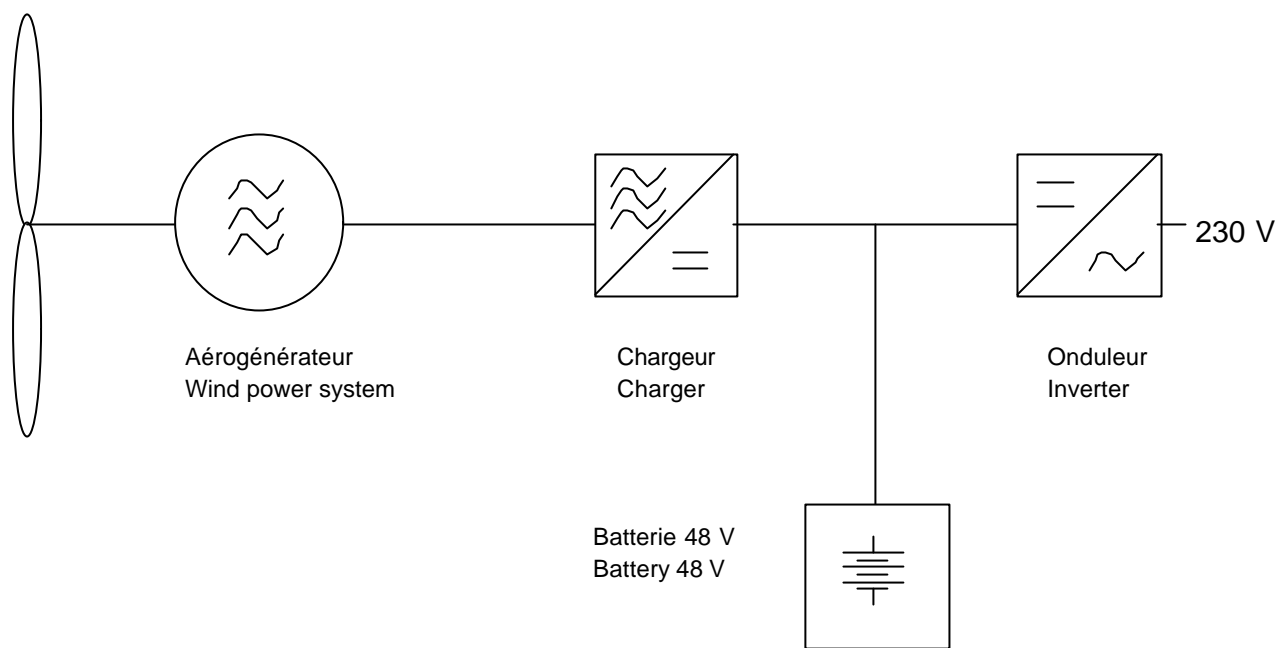 230 V
Aérogénérateur
Wind power system
Chargeur
Charger
Onduleur
Inverter
Batterie 48 V
Battery 48 V